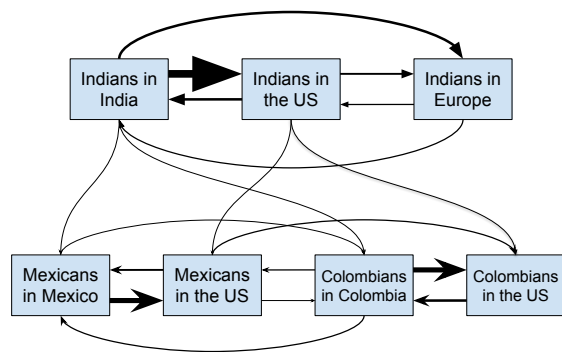 Indians in
India
Indians in
the US
Indians in
Europe
Mexicans
in Mexico
Mexicans
in the US
Colombians
in Colombia
Colombians
in the US